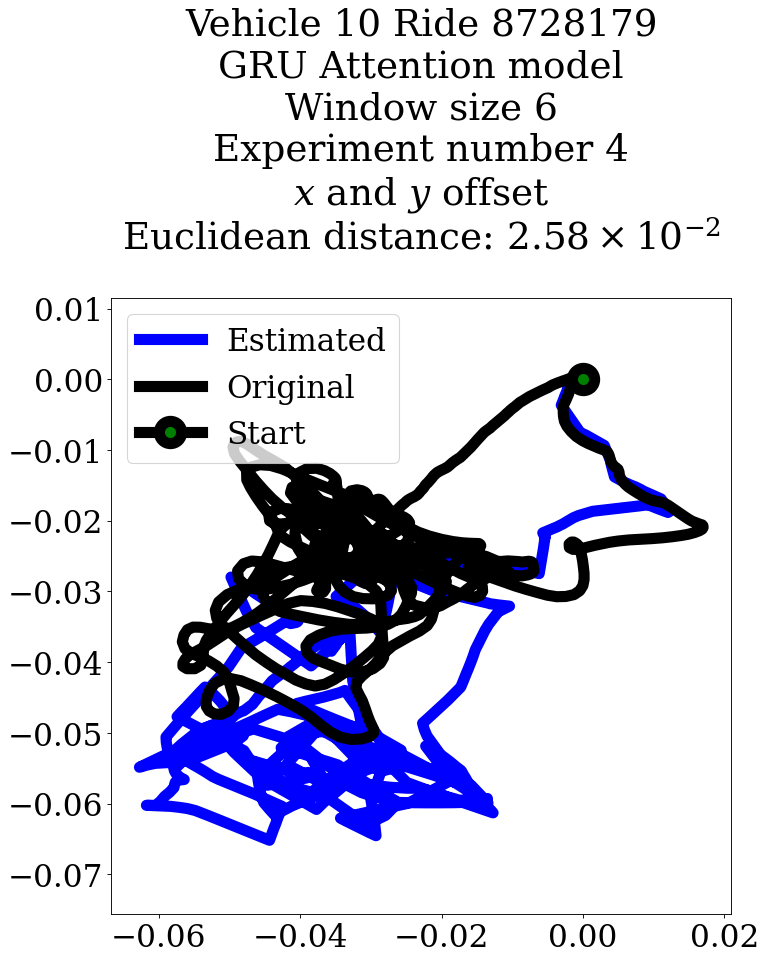 Vehicle 10 Ride 8728179
GRU Attention model
Window size 6
Experiment number 4
x and y offset
Euclidean distance: 2.58 × 10⁻²
Estimated
Original
Start
0.01
0.00
−0.01
−0.02
−0.03
−0.04
−0.05
−0.06
−0.07
−0.06 −0.04 −0.02 0.00 0.02